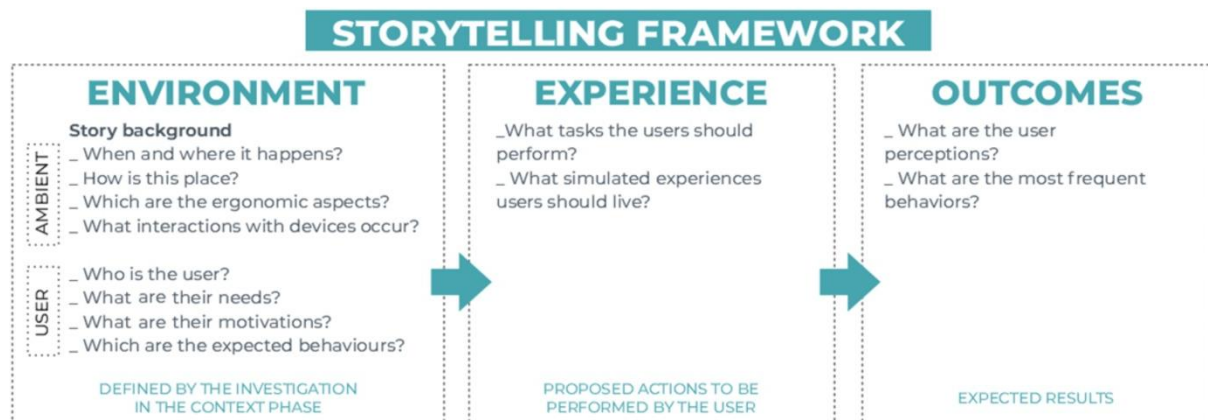 STORYTELLING FRAMEWORK
ENVIRONMENT
Story background
AMBIENT
_ When and where it happens?
_ How is this place?
_ Which are the ergonomic aspects?
_ What interactions with devices occur?
USER
_ Who is the user?
_ What are their needs?
_ What are their motivations?
_ Which are the expected behaviours?
DEFINED BY THE INVESTIGATION
IN THE CONTEXT PHASE
EXPERIENCE
_What tasks the users should
perform?
_ What simulated experiences
users should live?
PROPOSED ACTIONS TO BE
PERFORMED BY THE USER
OUTCOMES
_ What are the user
perceptions?
_ What are the most frequent
behaviors?
EXPECTED RESULTS